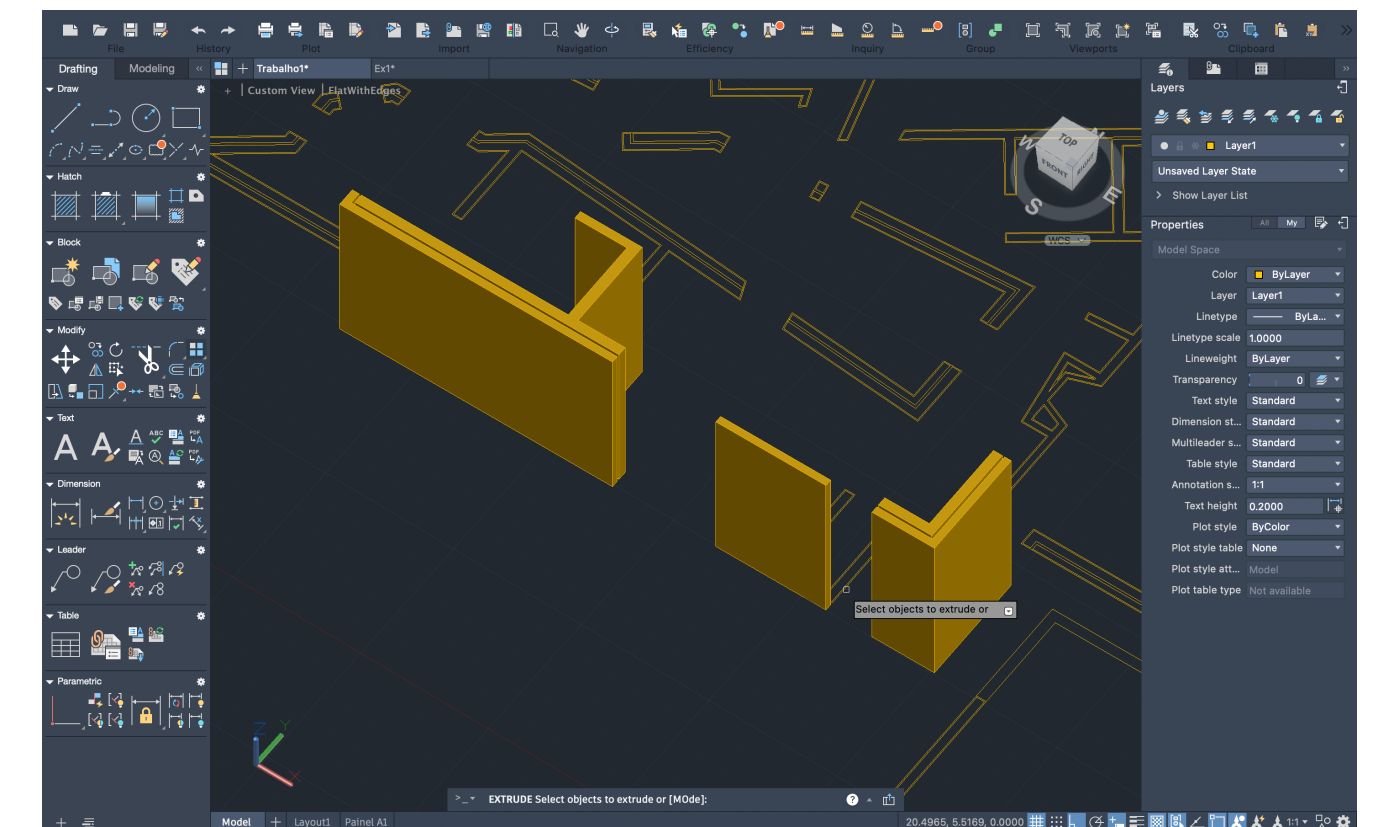 File
History
Plot
Import
Navigation
Efficiency
Inquiry
Group
Viewports
Clipboard
Drafting
Modeling
Trabalho1*
Ex1*
Draw
Hatch
Block
Modify
Text
Dimension
Leader
Table
Parametric
+ | Custom View | FlatWithEdges
TOP
FRONT
RIGHT
W
N
S
E
WCS
Select objects to extrude or
Z
Y
X
>_ EXTRUDE Select objects to extrude or [MOde]:
Model + Layout1 Painel A1
20.4965, 5.5169, 0.0000
1:1
Layers
Layer1
Unsaved Layer State
> Show Layer List
Properties
All My
Model Space
Color ByLayer
Layer Layer1
Linetype ByLa...
Linetype scale 1.0000
Lineweight ByLayer
Transparency 0
Text style Standard
Dimension st... Standard
Multileader s... Standard
Table style Standard
Annotation s... 1:1
Text height 0.2000
Plot style ByColor
Plot style table None
Plot style att... Model
Plot table type Not available